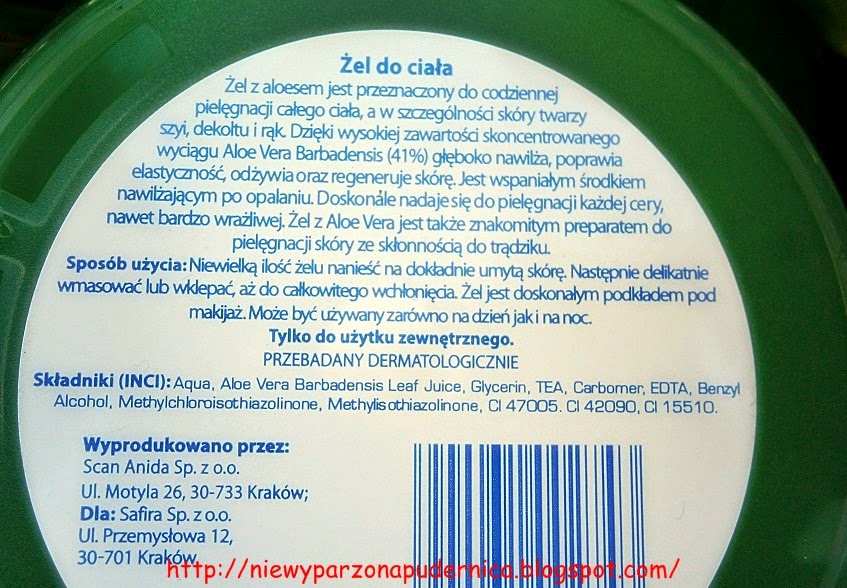 Żel do ciała
Żel z aloesem jest przeznaczony do codziennej
pielęgnacji całego ciała, a w szczególności skóry twarzy
szyi, dekoltu i rąk. Dzięki wysokiej zawartości skoncentrowanego
wyciągu Aloe Vera Barbadensis (41%) głęboko nawilża, poprawia
elastyczność, odżywia oraz regeneruje skórę. Jest wspaniałym środkiem
nawilżającym po opalaniu. Doskonale nadaje się do pielęgnacji każdej cery,
nawet bardzo wrażliwej. Żel z Aloe Vera jest także znakomitym preparatem do
pielęgnacji skóry ze skłonnością do trądziku.
Sposób użycia: Niewielką ilość żelu nanieść na dokładnie umytą skórę. Następnie delikatnie
wmasować lub wklepać, aż do całkowitego wchłonięcia. Żel jest doskonałym podkładem pod
makijaż. Może być używany zarówno na dzień jak i na noc.
Tylko do użytku zewnętrznego.
PRZEBADANY DERMATOLOGICZNIE
Składniki (INCI): Aqua, Aloe Vera Barbadensis Leaf Juice, Glycerin, TEA, Carbomer, EDTA, Benzyl
Alcohol, Methylchloroisothiazolinone, Methylisothiazolinone, CI 47005. CI 42090, CI 15510.
Wyprodukowano przez:
Scan Anida Sp. z o.o.
Ul. Motyla 26, 30-733 Kraków;
Dla: Safira Sp. z o.o.
Ul. Przemysłowa 12,
30-701 Kraków,
http://niewyparzonapudernica.blogspot.com/